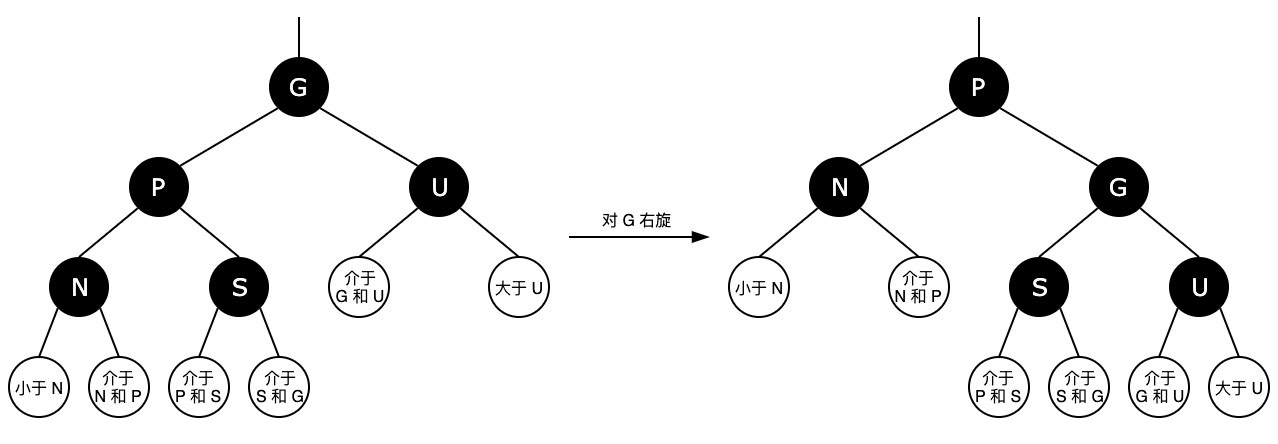 G
P
P
U
N
G
对 G 右旋
N
S
介于
G 和 U
大于 U
小于 N
介于
N 和 P
S
U
小于 N
介于
N 和 P
介于
P 和 S
介于
S 和 G
介于
P 和 S
介于
S 和 G
介于
G 和 U
大于 U